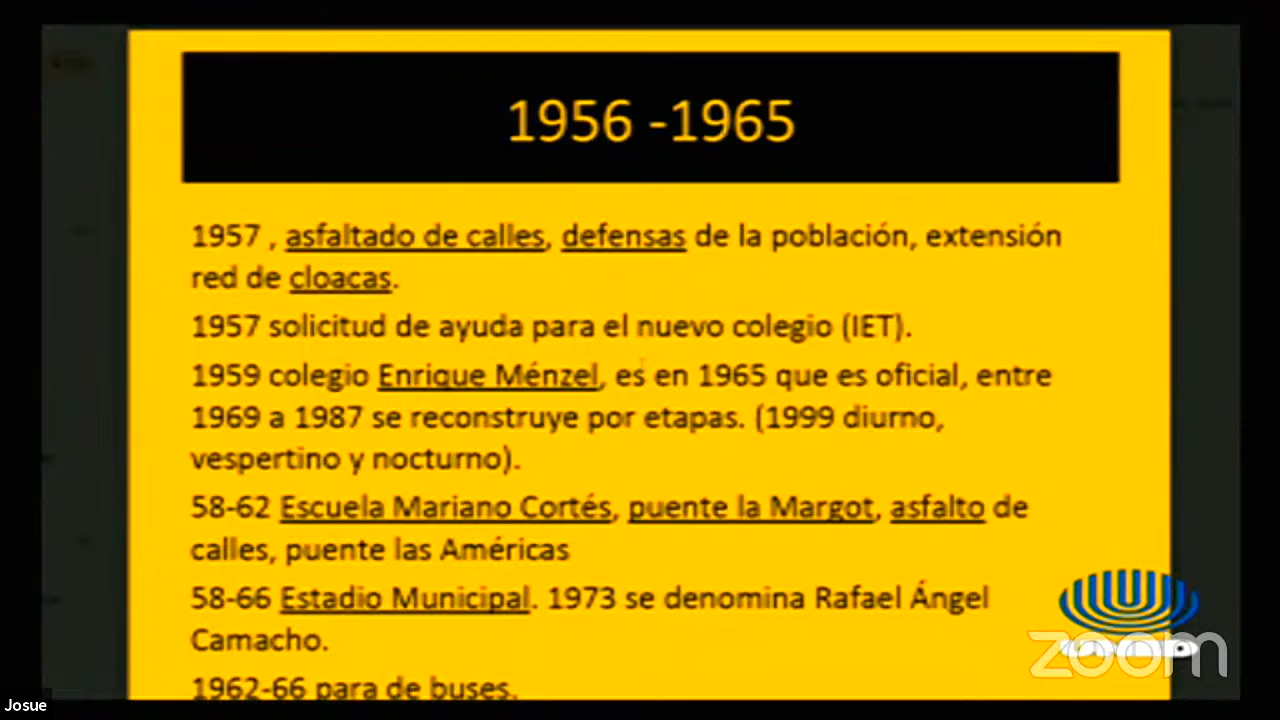 1956 -1965
1957 , asfaltado de calles, defensas de la población, extensión
red de cloacas.
1957 solicitud de ayuda para el nuevo colegio (IET).
1959 colegio Enrique Ménzel, es en 1965 que es oficial, entre
1969 a 1987 se reconstruye por etapas. (1999 diurno,
vespertino y nocturno).
58-62 Escuela Mariano Cortés, puente la Margot, asfalto de
calles, puente las Américas
58-66 Estadio Municipal. 1973 se denomina Rafael Ángel
Camacho.
1962-66 para de buses.
zoom
Josue